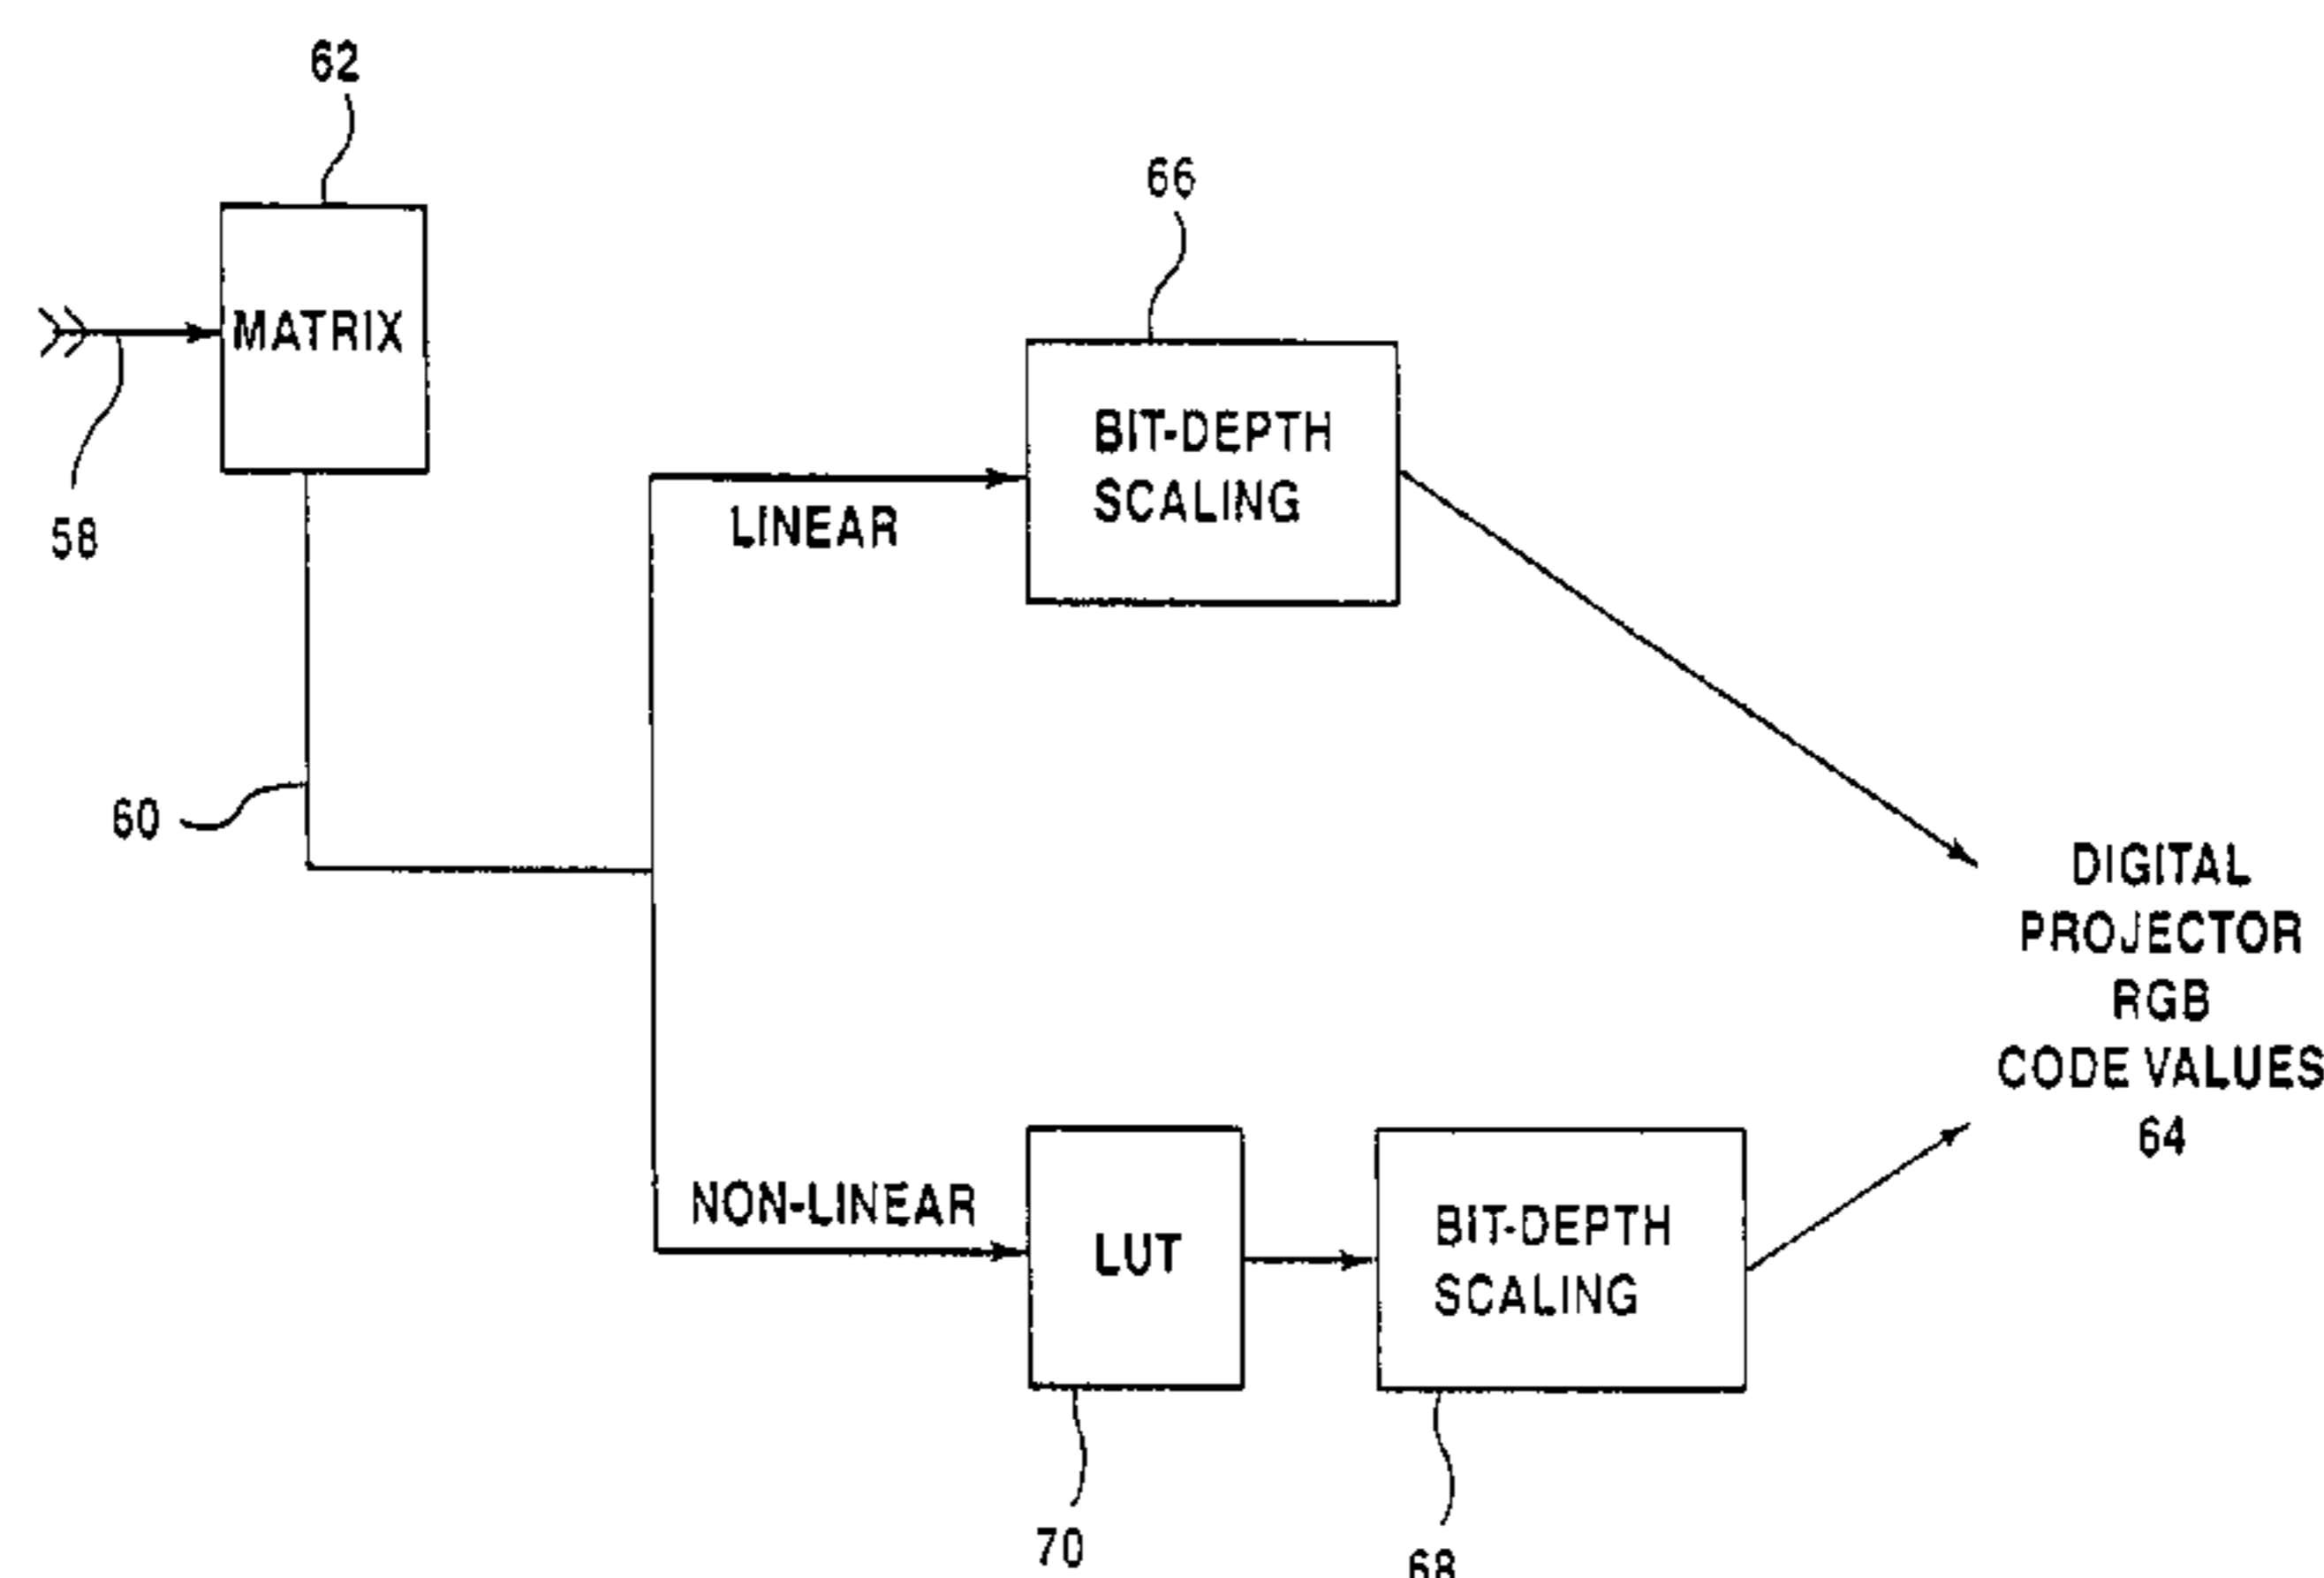 62
MATRIX
58
66
BIT-DEPTH
SCALING
LINEAR
60
DIGITAL
PROJECTOR
RGB
CODE VALUES
64
NON-LINEAR
LUT
BIT-DEPTH
SCALING
70
68